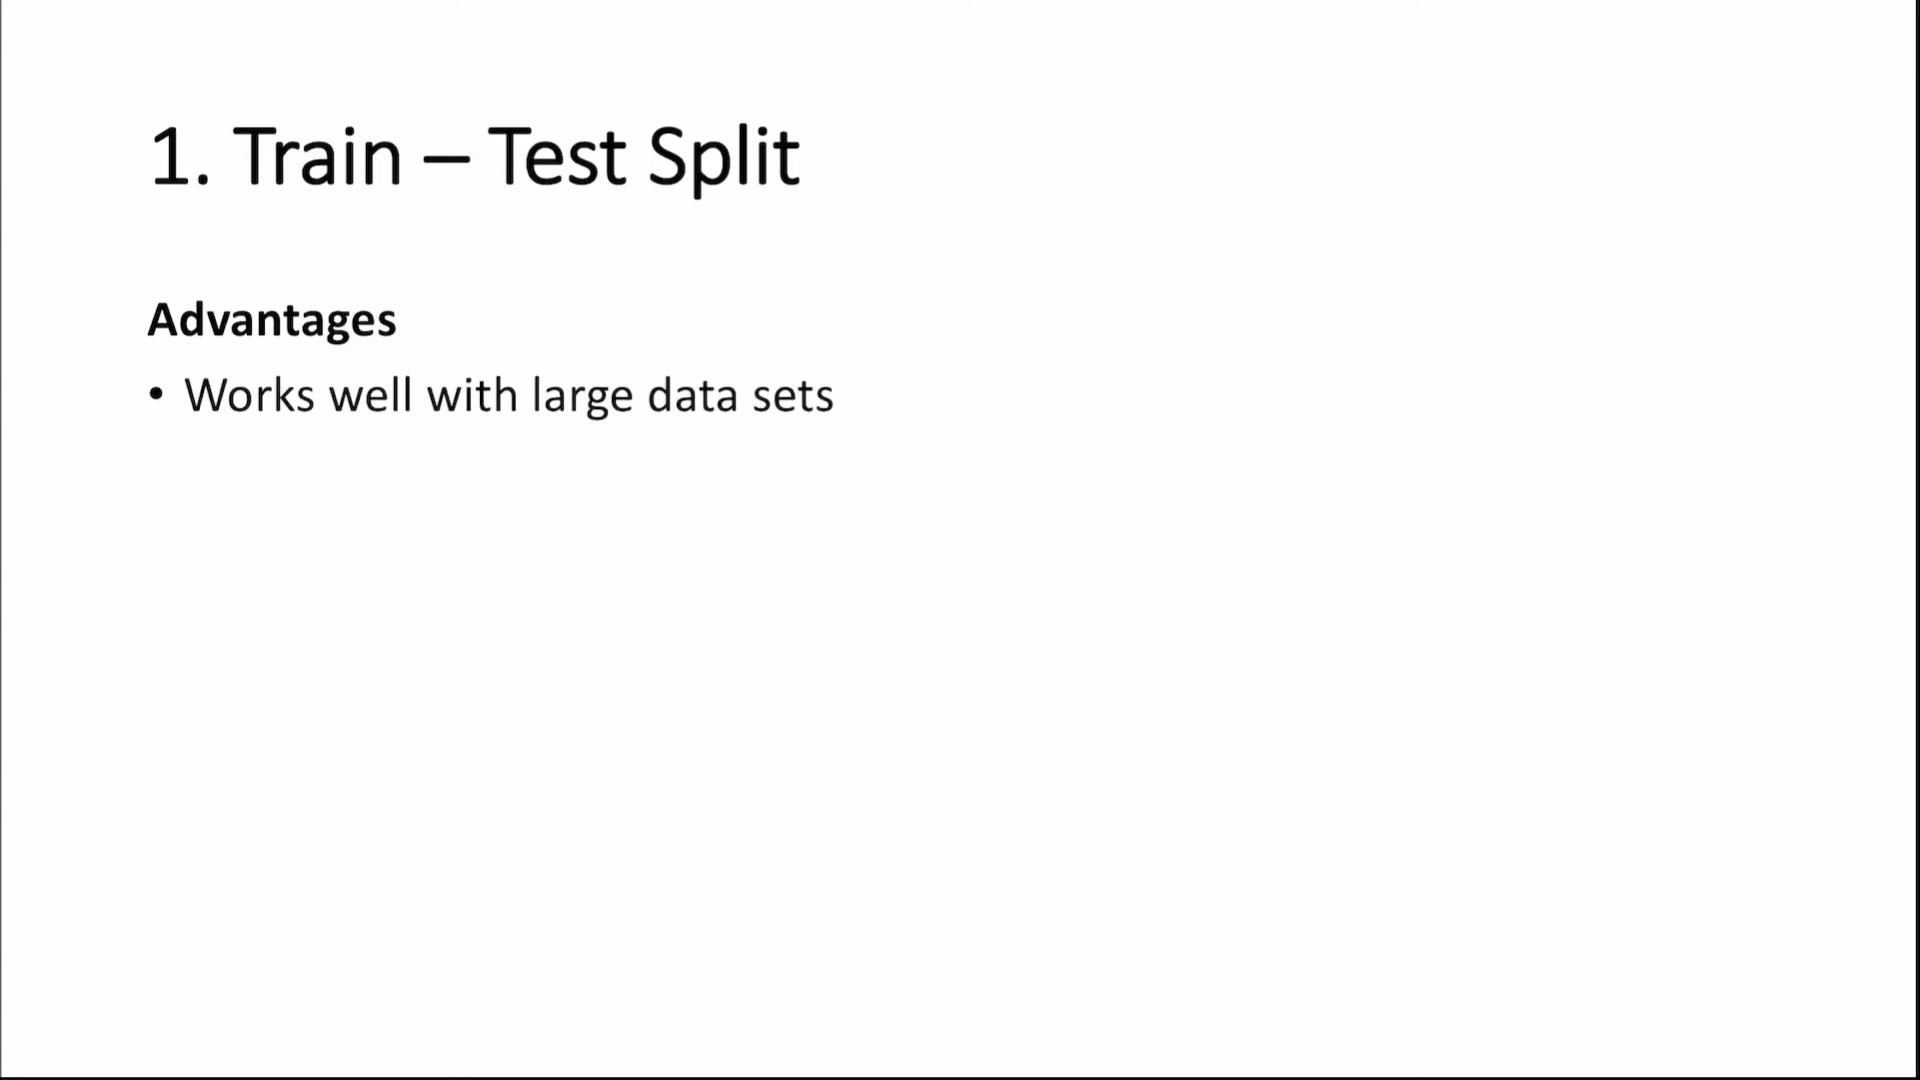 1. Train – Test Split
Advantages
• Works well with large data sets